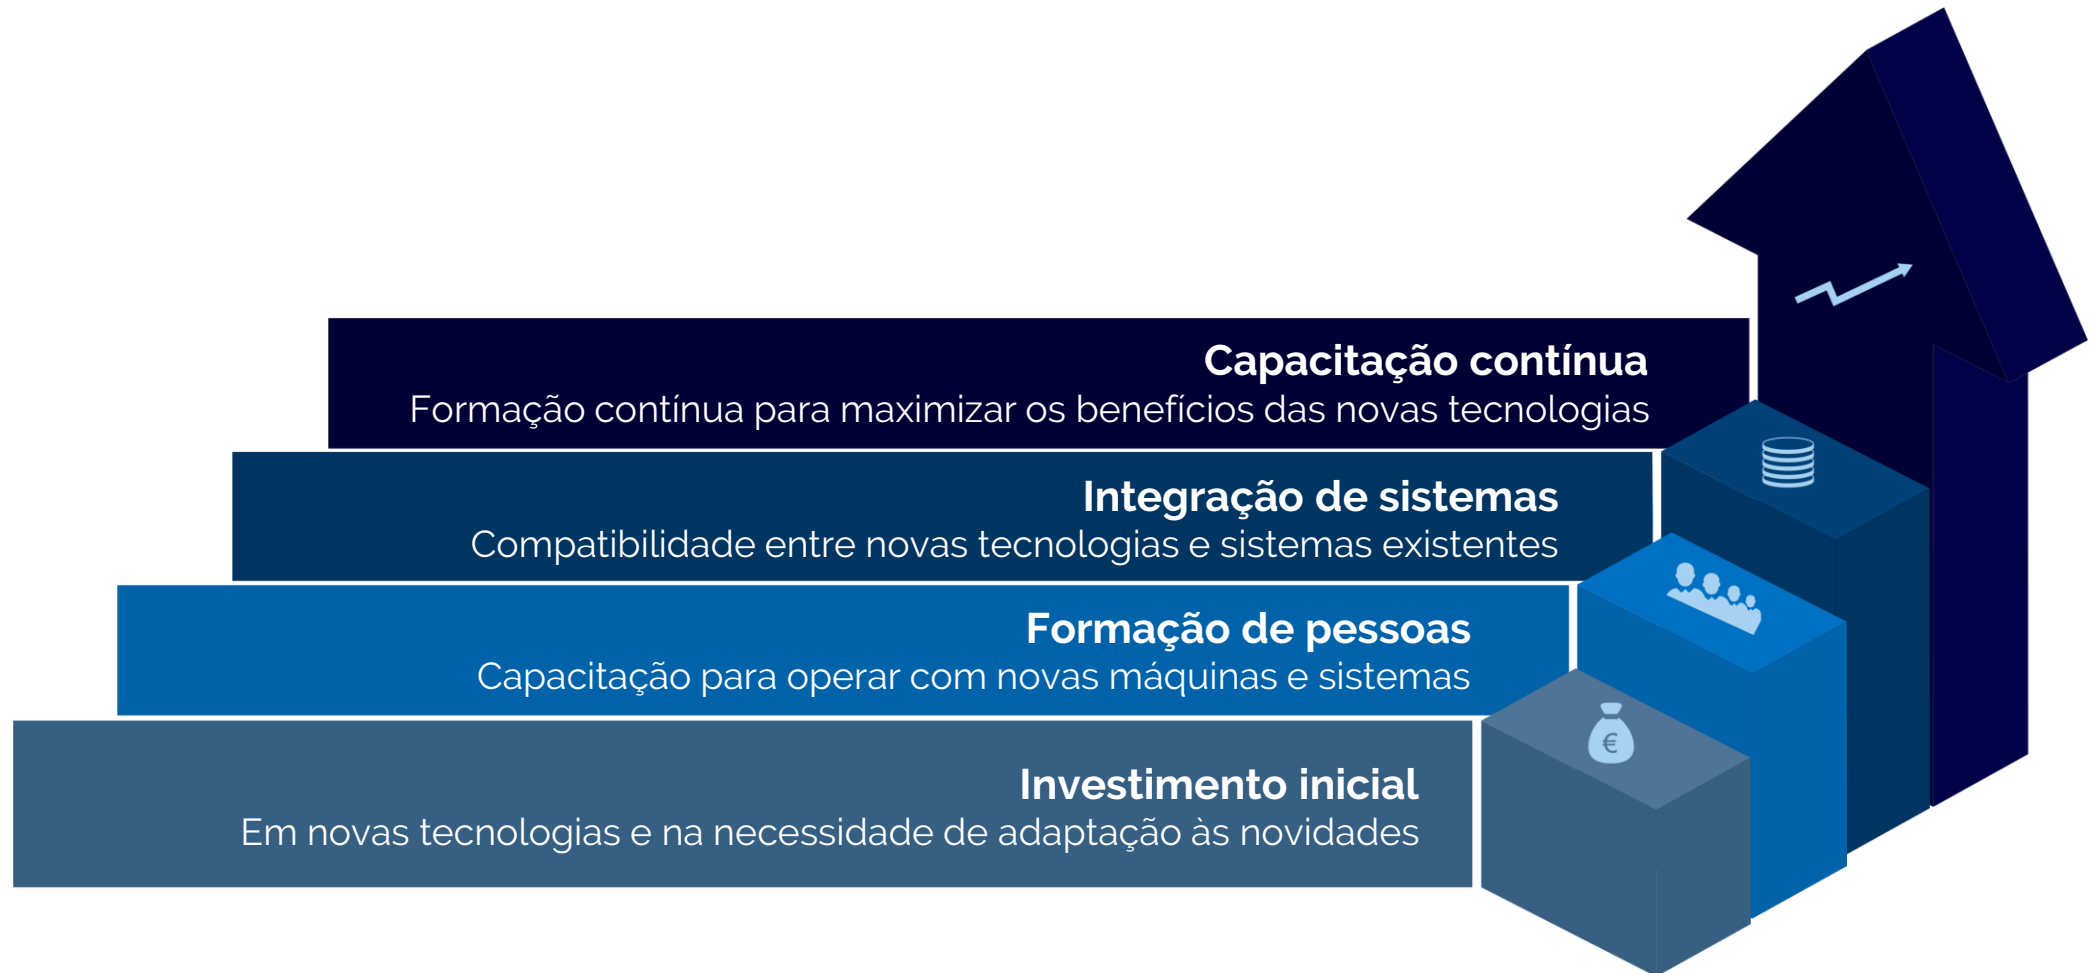 Capacitação contínua
Formação contínua para maximizar os benefícios das novas tecnologias
Integração de sistemas
Compatibilidade entre novas tecnologias e sistemas existentes
Formação de pessoas
Capacitação para operar com novas máquinas e sistemas
Investimento inicial
Em novas tecnologias e na necessidade de adaptação às novidades
€